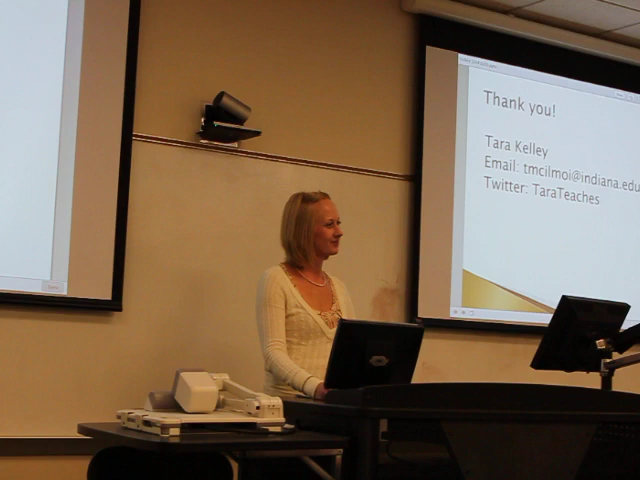 Thank you!
Tara Kelley
Email: tmcilmoi@indiana.edu
Twitter: TaraTeaches